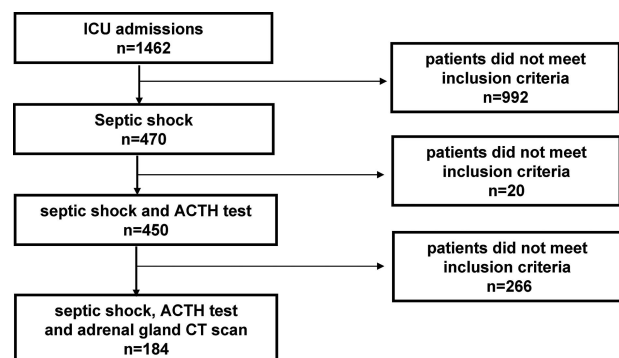 ICU admissions
n=1462
patients did not meet
inclusion criteria
n=992
Septic shock
n=470
patients did not meet
inclusion criteria
n=20
septic shock and ACTH test
n=450
patients did not meet
inclusion criteria
n=266
septic shock, ACTH test
and adrenal gland CT scan
n=184